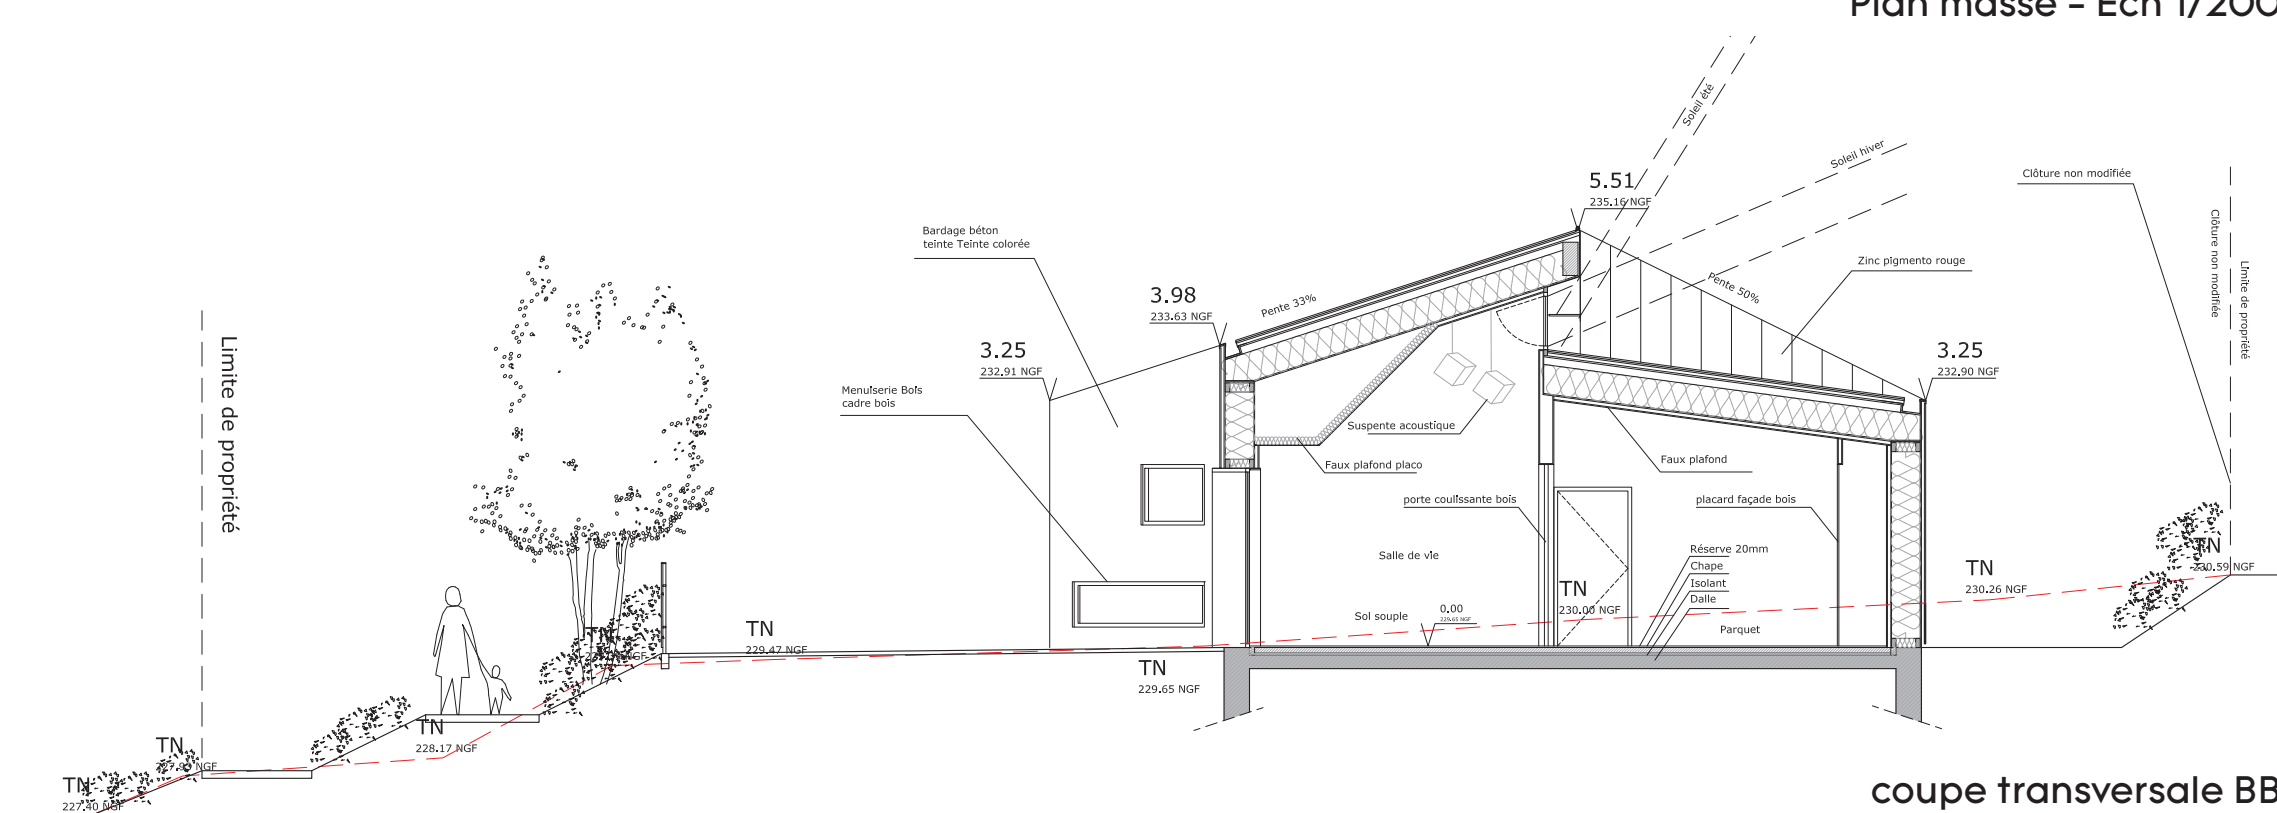 Plan masse - Ech 1/200
Soleil été
Soleil hiver
Clôture non modifiée
5.51
235.16 NGF
Bardage béton
teinte Teinte colorée
Clôture non modifiée
Limite de propriété
Zinc pigmento rouge
Pente 50%
3.98
233.63 NGF
Pente 33%
Limite de propriété
3.25
232.91 NGF
3.25
232.90 NGF
Menuiserie Bois
cadre bois
Suspente acoustique
Faux plafond placo
Faux plafond
porte coulissante bois
placard façade bois
Réserve 20mm
Chape
Isolant
Dalle
Salle de vie
TN
230.59 NGF
TN
230.26 NGF
TN
230.00 NGF
Sol souple
0.00
229.65 NGF
Parquet
TN
229.47 NGF
TN
TN
229.65 NGF
TN
228.17 NGF
TN
TN
227.40 NGF
coupe transversale BB